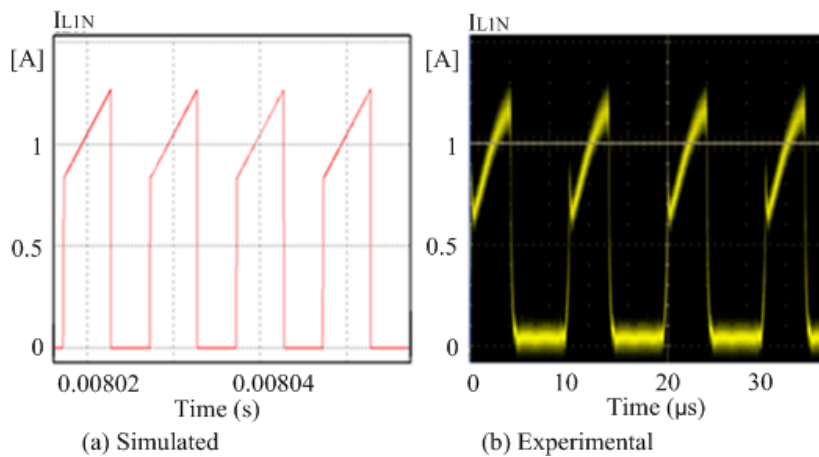 IL1N
[A]
1
0.5
0
0.00802 0.00804
Time (s)
(a) Simulated
IL1N
[A]
1
0.5
0
0 10 20 30
Time (µs)
(b) Experimental